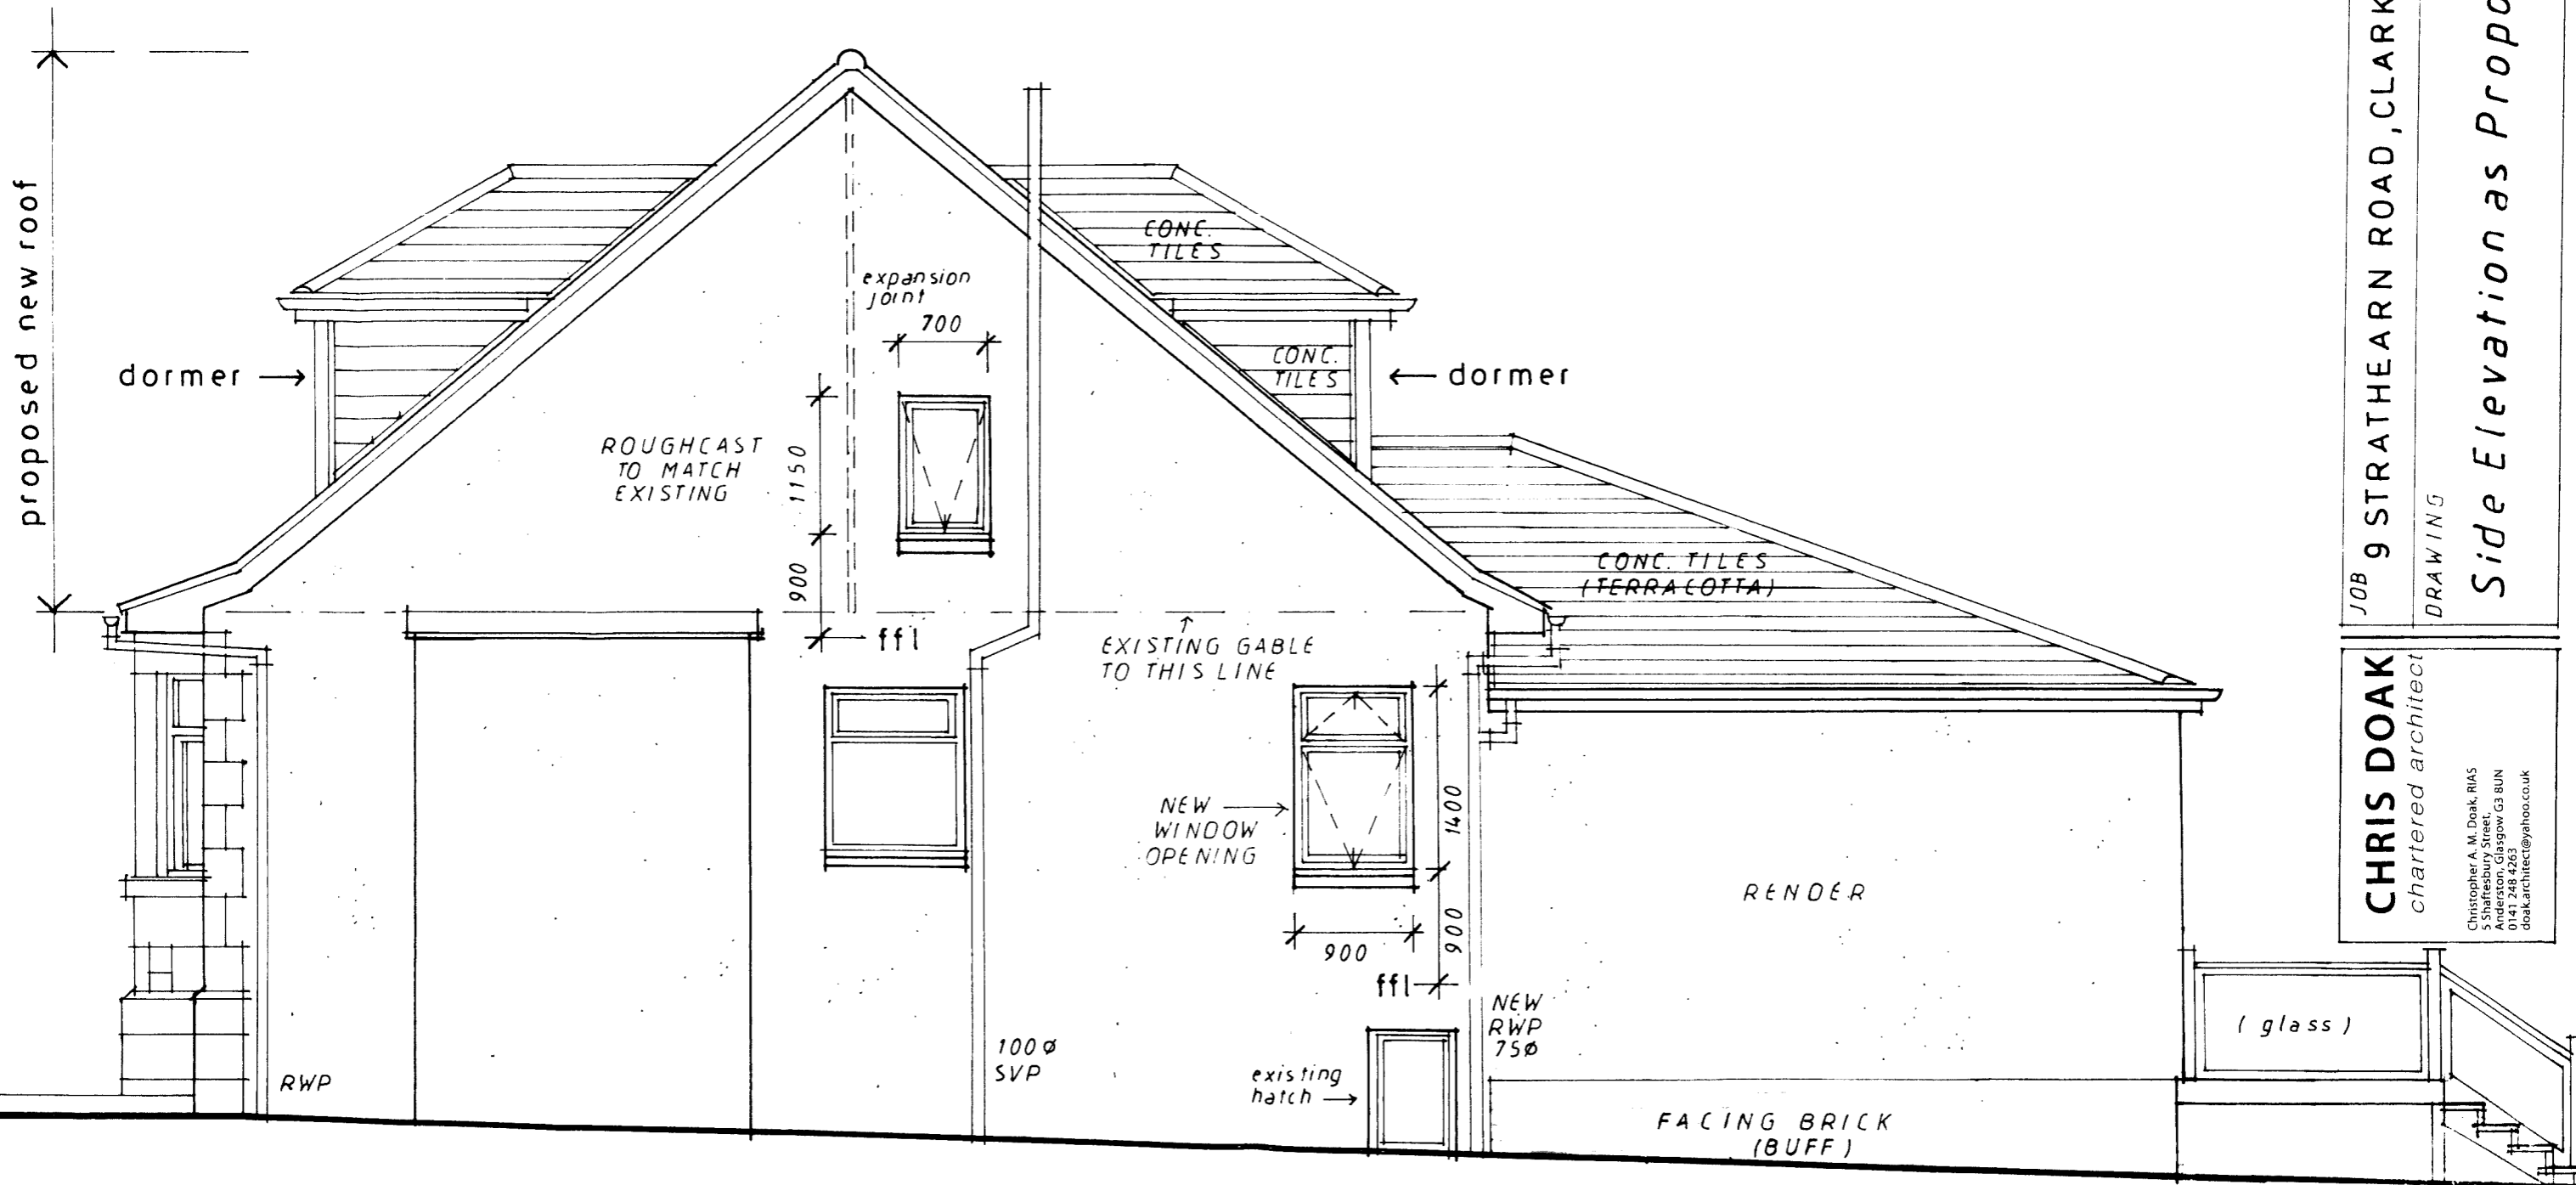 proposed new roof
dormer →
ROUGHCAST
TO MATCH
EXISTING
expansion
joint
700
1150
900
ffl
CONC.
TILES
CONC.
TILES
← dormer
CONC. TILES
(TERRACOTTA)
↑
EXISTING GABLE
TO THIS LINE
NEW →
WINDOW
OPENING
1400
900
900
ffl
NEW
RWP
75ø
RWP
100ø
SVP
existing
hatch →
RENDER
FACING BRICK
(BUFF)
(glass)
JOB
9 STRATHEARN ROAD, CLARK
DRAWING
Side Elevation as Propo
CHRIS DOAK
chartered architect
Christopher A. M. Doak, RIAS
5 Shaftesbury Street,
Anderston, Glasgow G3 8UN
0141 248 4263
doak.architect@yahoo.co.uk